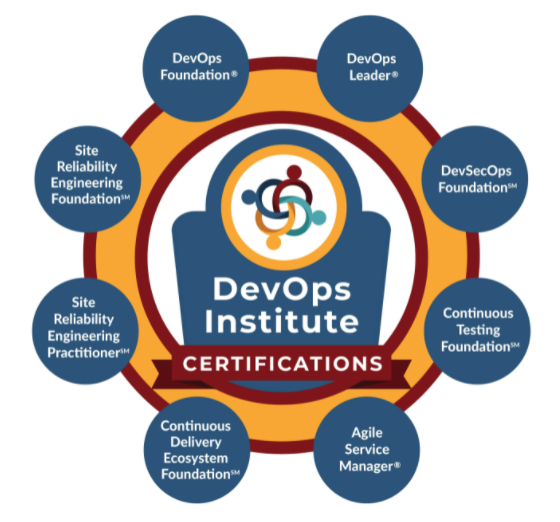 DevOps
Foundation®
DevOps
Leader®
Site
Reliability
Engineering
Foundation℠
DevSecOps
Foundation℠
DevOps
Institute
CERTIFICATIONS
Site
Reliability
Engineering
Practitioner℠
Continuous
Testing
Foundation℠
Continuous
Delivery
Ecosystem
Foundation℠
Agile
Service
Manager®